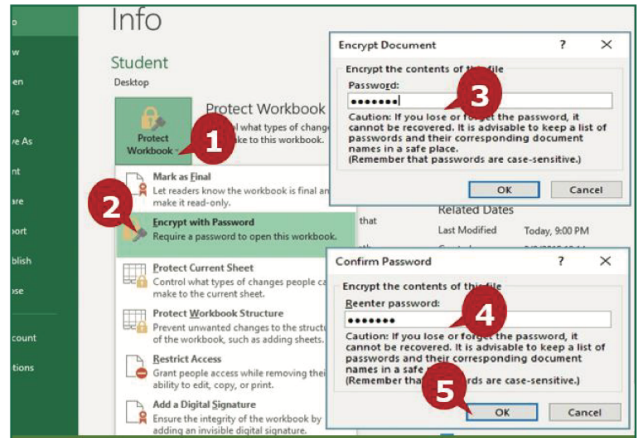 Info
Student
Desktop
Protect
Workbook
Protect Workbook
l what types of change
ke to this workbook.
1
Mark as Final
Let readers know the workbook is final an
make it read-only.
2
Encrypt with Password
Require a password to open this workbook.
Protect Current Sheet
Control what types of changes people ca
make to the current sheet.
Protect Workbook Structure
Prevent unwanted changes to the structu
of the workbook, such as adding sheets.
Restrict Access
Grant people access while removing thei
ability to edit, copy, or print.
Add a Digital Signature
Ensure the integrity of the workbook by
adding an invisible digital signature.
Encrypt Document ? ×
Encrypt the contents of this file
Password:
3
Caution: If you lose or forget the password, it
cannot be recovered. It is advisable to keep a list of
passwords and their corresponding document
names in a safe place.
(Remember that passwords are case-sensitive.)
OK Cancel
that
Related Dates
Last Modified Today, 9:00 PM
Confirm Password ? ×
Encrypt the contents of this file
Reenter password:
4
Caution: If you lose or forget the password, it
cannot be recovered. It is advisable to keep a list of
passwords and their corresponding document
names in a safe
(Remember that passwords are case-sensitive.)
5
OK Cancel